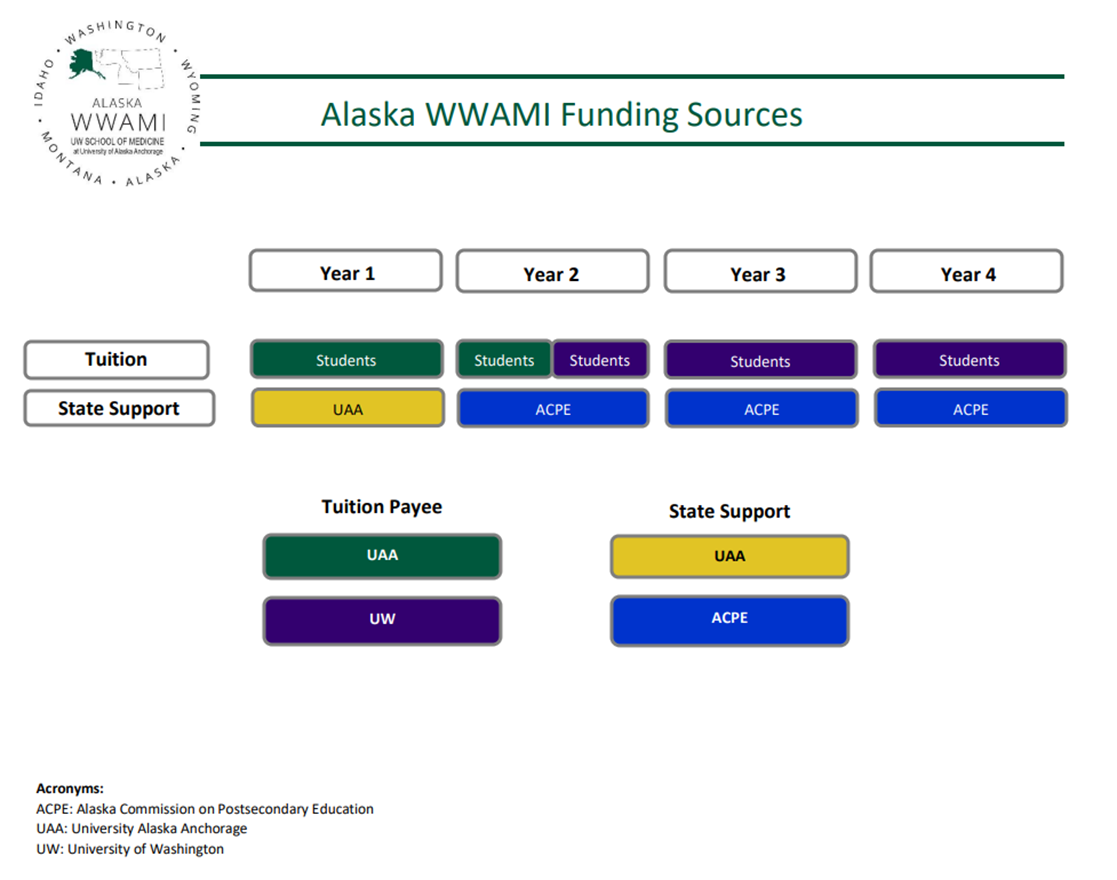 WASHINGTON • WYOMING • ALASKA • MONTANA • IDAHO •
ALASKA
WWAMI
UW SCHOOL OF MEDICINE
at University of Alaska Anchorage
Alaska WWAMI Funding Sources
Year 1 Year 2 Year 3 Year 4
Tuition Students Students Students Students Students
State Support UAA ACPE ACPE ACPE
Tuition Payee State Support
UAA UAA
UW ACPE
Acronyms:
ACPE: Alaska Commission on Postsecondary Education
UAA: University Alaska Anchorage
UW: University of Washington